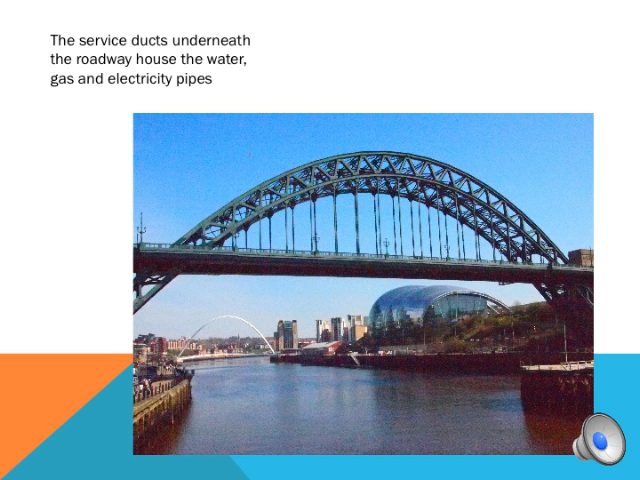 The service ducts underneath
the roadway house the water,
gas and electricity pipes